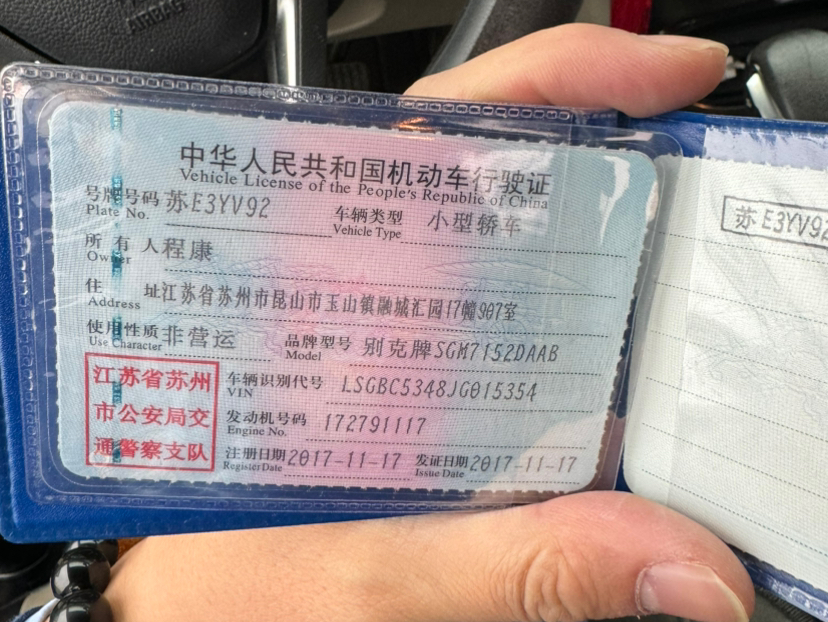 AIRBAG
中华人民共和国机动车行驶证
Vehicle License of the People's Republic of China
号牌号码 苏E3YV92 车辆类型 小型轿车
Plate No. Vehicle Type
所有人 程康
Owner
住址 江苏省苏州市昆山市玉山镇融城汇园17幢907室
Address
使用性质 非营运 品牌型号 别克牌SGM7152DAAB
Use Character Model
江苏省苏州
市公安局交
通警察支队
车辆识别代号 LSGBC5348JG015354
VIN
发动机号码 172791117
Engine No.
注册日期 2017-11-17 发证日期 2017-11-17
Register Date Issue Date
苏E3YV92